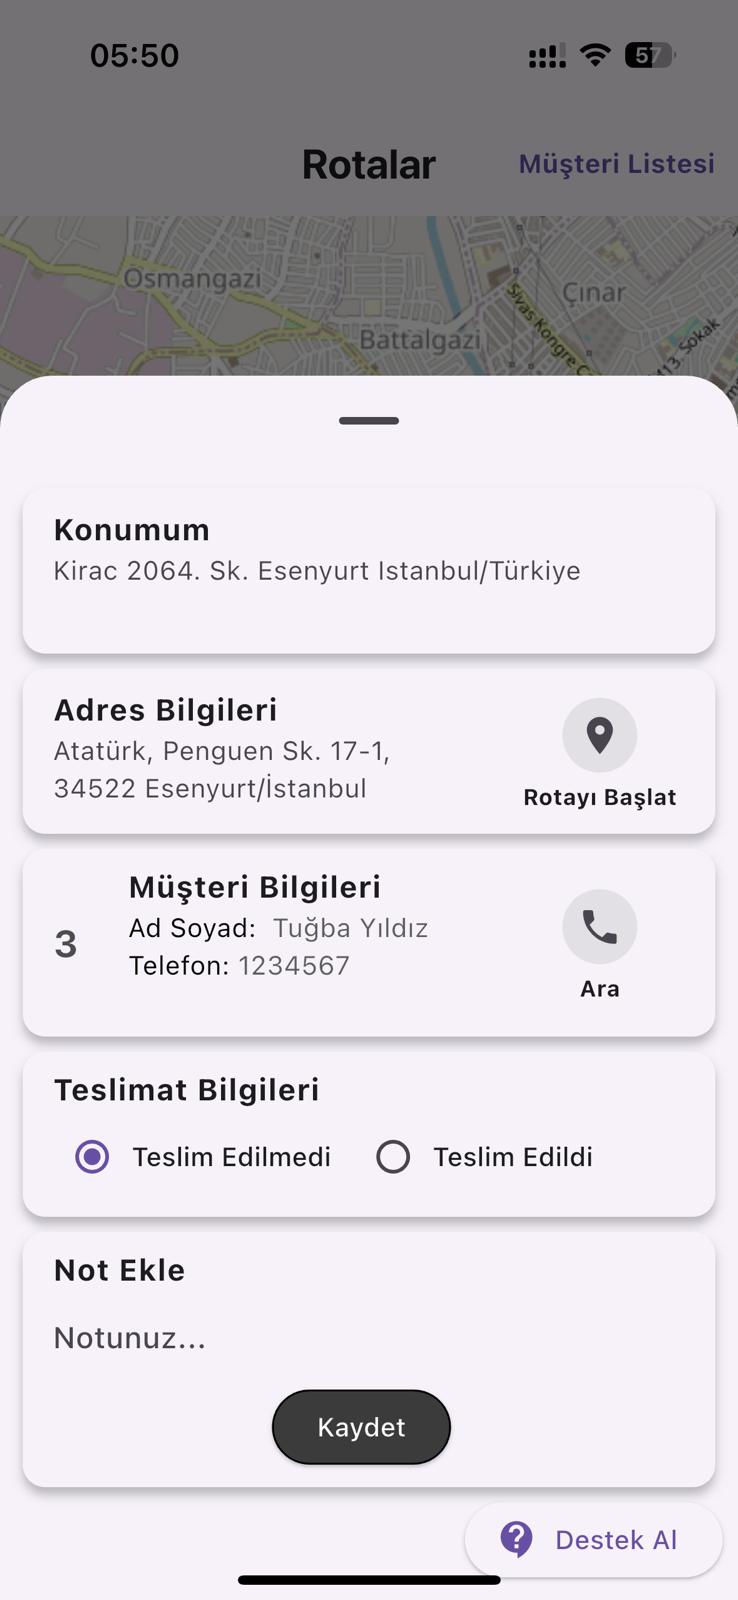 05:50
57
Rotalar
Müşteri Listesi
Osmangazi
Çınar
Battalgazi
Sivas Kongre C
113. Sokak
Konumum
Kirac 2064. Sk. Esenyurt Istanbul/Türkiye
Adres Bilgileri
Atatürk, Penguen Sk. 17-1,
34522 Esenyurt/İstanbul
Rotayı Başlat
Müşteri Bilgileri
3
Ad Soyad: Tuğba Yıldız
Telefon: 1234567
Ara
Teslimat Bilgileri
Teslim Edilmedi
Teslim Edildi
Not Ekle
Notunuz...
Kaydet
Destek Al